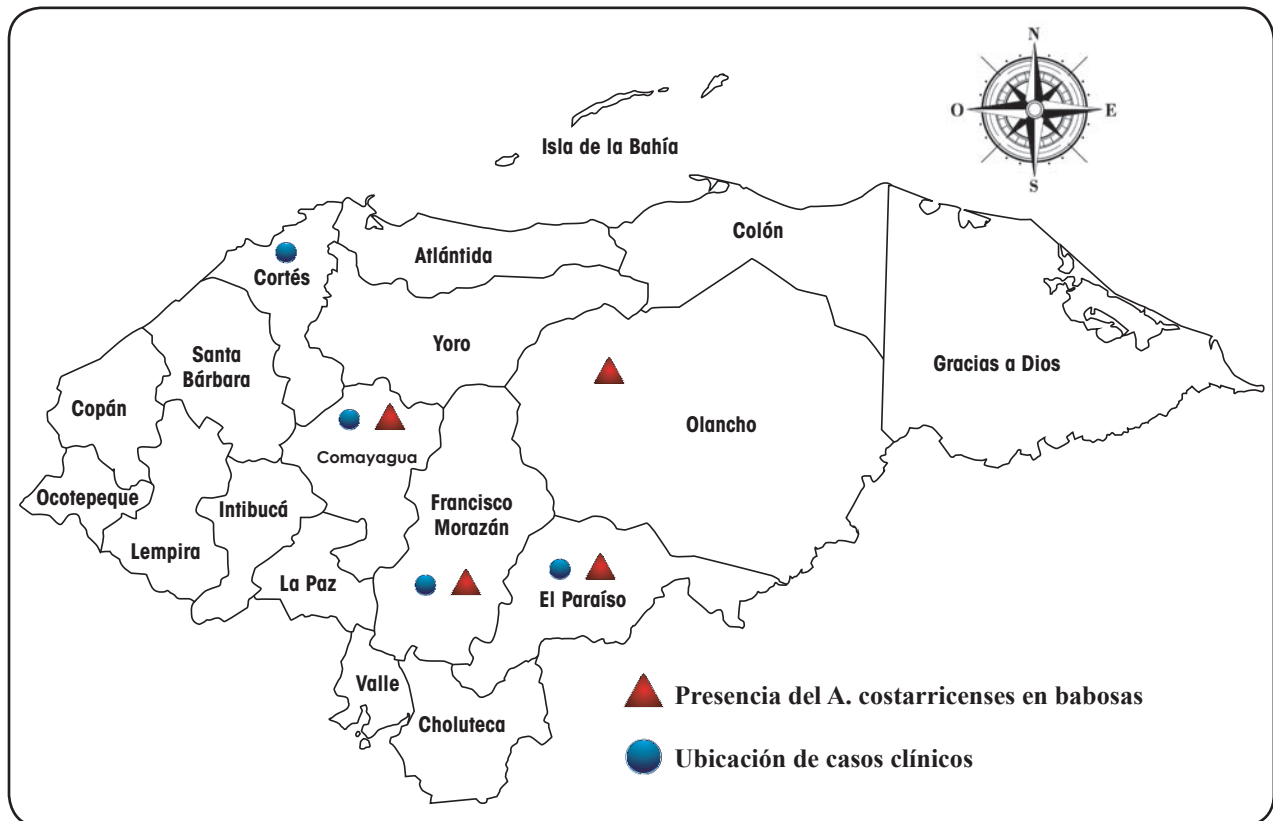 N
O
E
S
Isla de la Bahía
Colón
Atlántida
Cortés
Yoro
Santa
Bárbara
Gracias a Dios
Copán
Olancho
Comayagua
Ocotepeque
Intibucá
Francisco
Morazán
Lempira
La Paz
El Paraíso
Valle
Choluteca
Presencia del A. costarricenses en babosas
Ubicación de casos clínicos